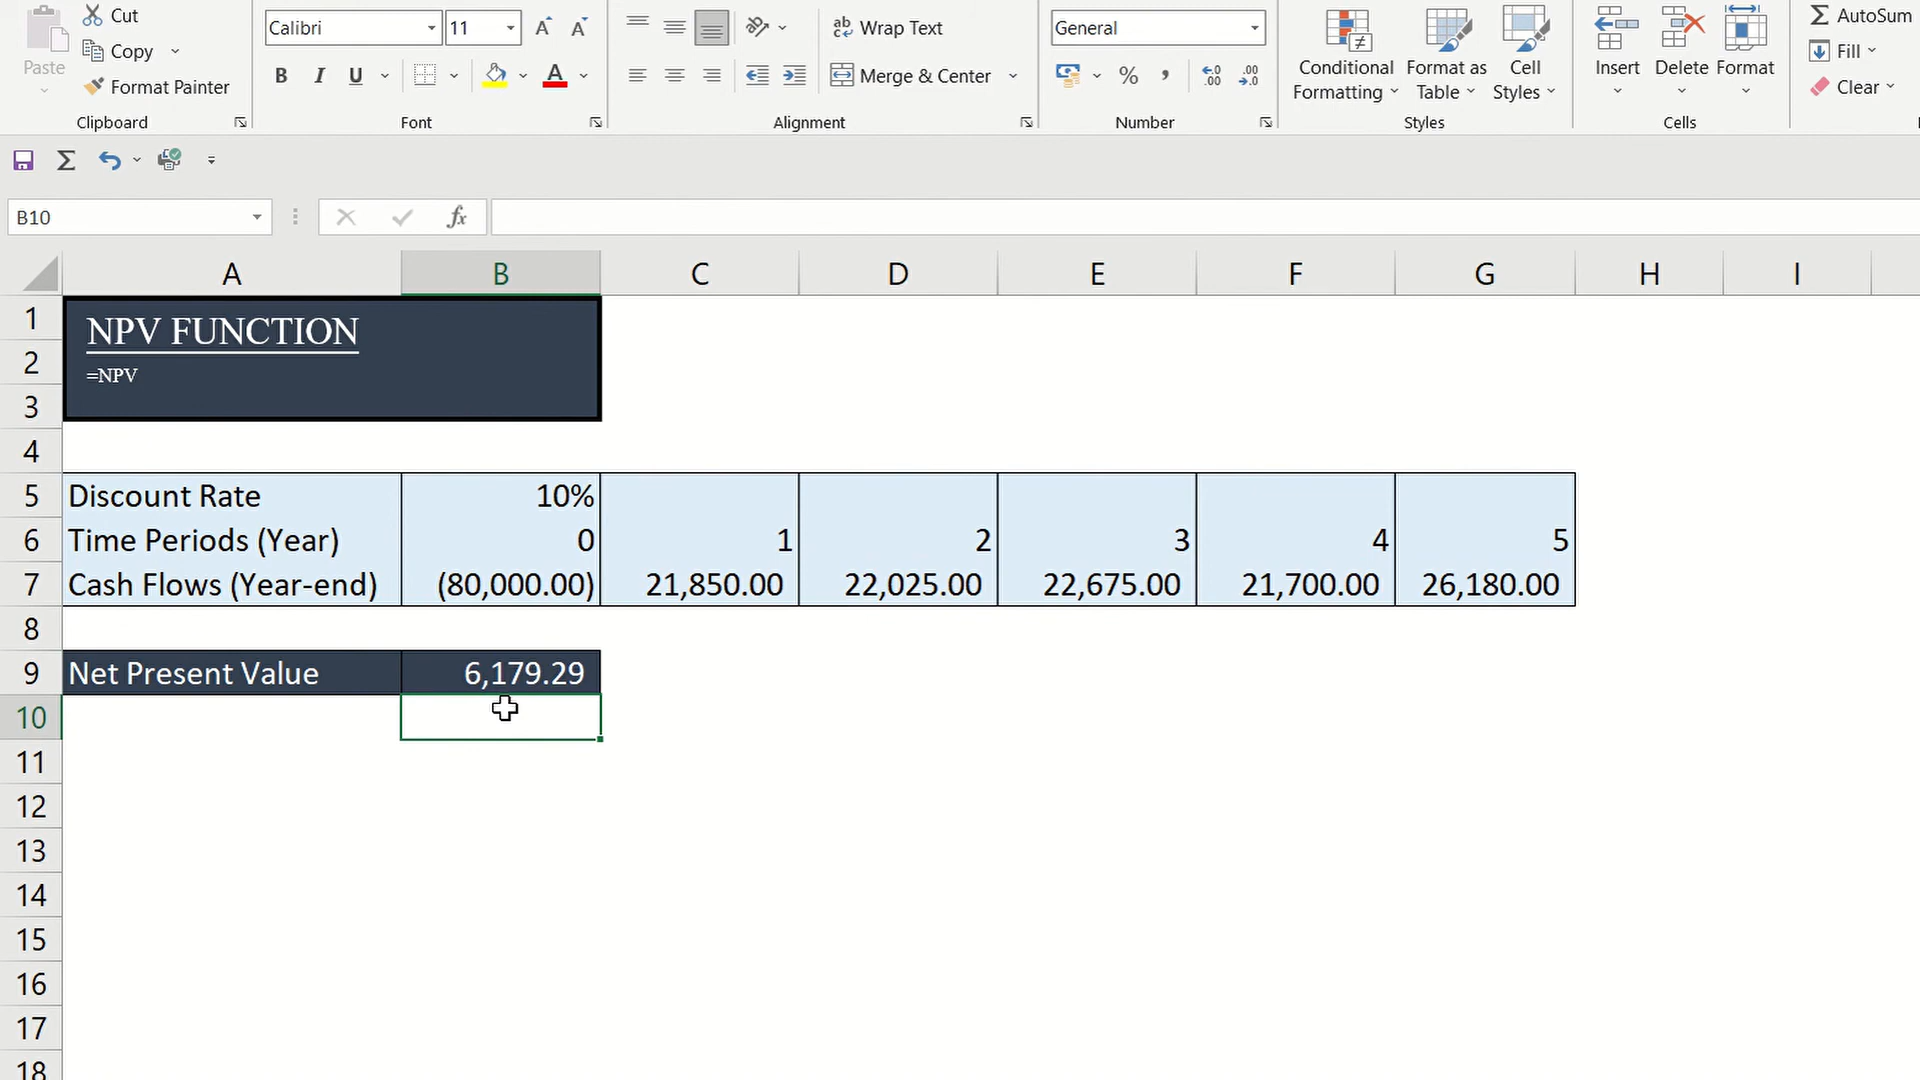 Cut
Calibri
11
Wrap Text
General
AutoSum
Paste
Copy
B I U
Merge & Center
%
Conditional Formatting
Format as Table
Cell Styles
Insert
Delete
Format
Fill
Format Painter
Clear
Clipboard
Font
Alignment
Number
Styles
Cells
B10
fx
A B C D E F G H I
1 NPV FUNCTION
2 =NPV
3
4
5 Discount Rate 10%
6 Time Periods (Year) 0 1 2 3 4 5
7 Cash Flows (Year-end) (80,000.00) 21,850.00 22,025.00 22,675.00 21,700.00 26,180.00
8
9 Net Present Value 6,179.29
10
11
12
13
14
15
16
17
18